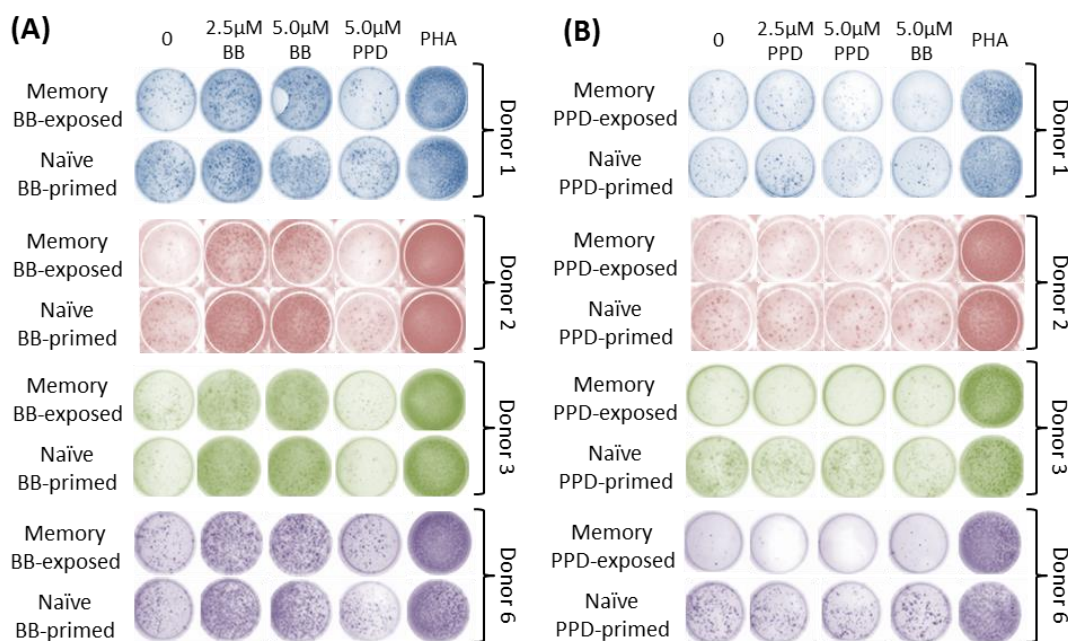 (A)
0
2.5µM
BB
5.0µM
BB
5.0µM
PPD
PHA
Memory
BB-exposed
Naïve
BB-primed
Donor 1
Memory
BB-exposed
Naïve
BB-primed
Donor 2
Memory
BB-exposed
Naïve
BB-primed
Donor 3
Memory
BB-exposed
Naïve
BB-primed
Donor 6
(B)
0
2.5µM
PPD
5.0µM
PPD
5.0µM
BB
PHA
Memory
PPD-exposed
Naïve
PPD-primed
Donor 1
Memory
PPD-exposed
Naïve
PPD-primed
Donor 2
Memory
PPD-exposed
Naïve
PPD-primed
Donor 3
Memory
PPD-exposed
Naïve
PPD-primed
Donor 6